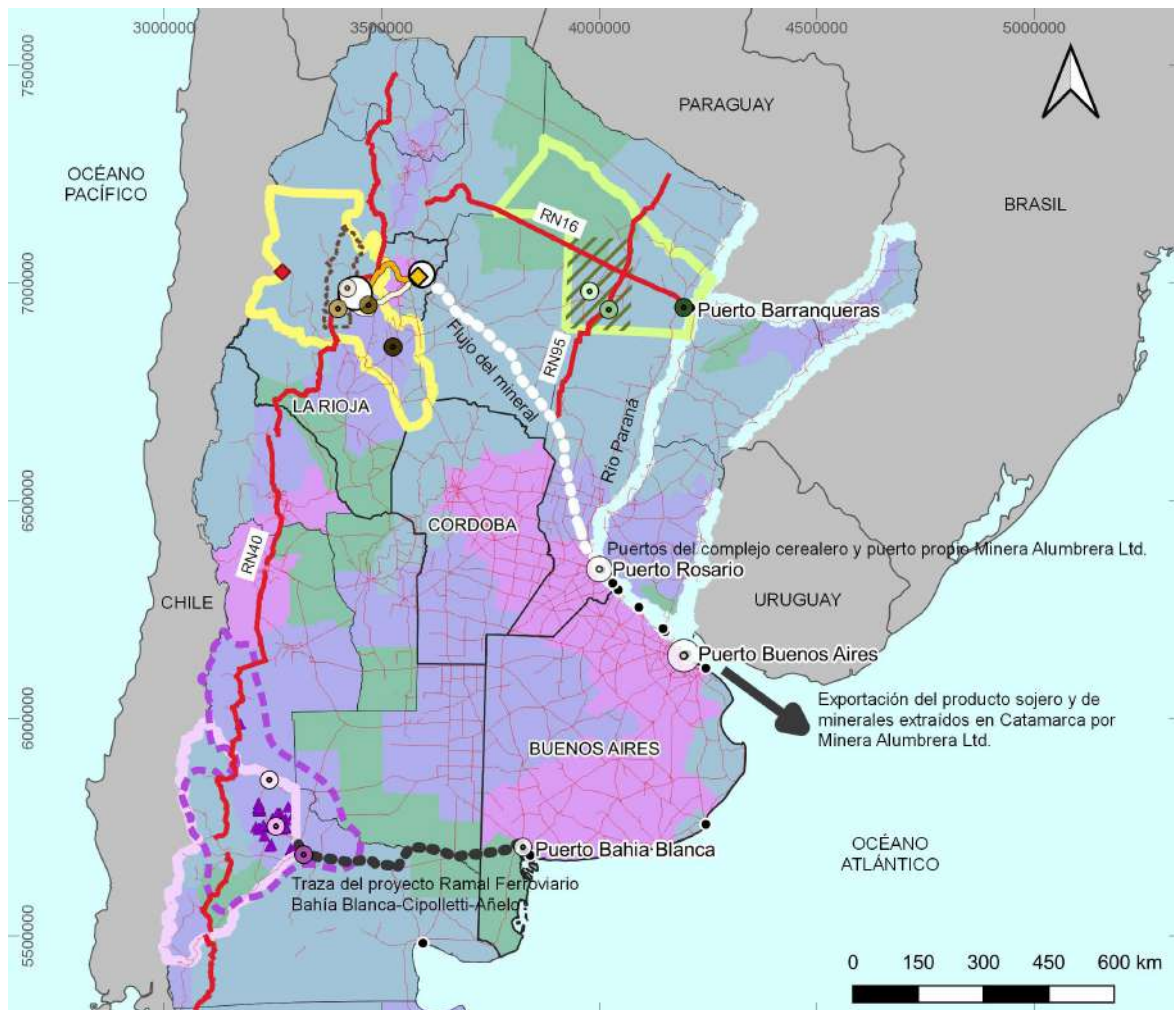 3000000
3500000
4000000
4500000
5000000
7500000
7000000
6500000
6000000
5500000
PARAGUAY
OCÉANO
PACÍFICO
BRASIL
RN16
Puerto Barranqueras
Flujo del mineral
RN95
LA RIOJA
Río Paraná
CORDOBA
RN40
Puertos del complejo cerealero y puerto propio Minera Alumbrera Ltd.
Puerto Rosario
CHILE
URUGUAY
Puerto Buenos Aires
Exportación del producto sojero y de
minerales extraídos en Catamarca por
Minera Alumbrera Ltd.
BUENOS AIRES
OCÉANO
ATLÁNTICO
Puerto Bahia Blanca
Traza del proyecto Ramal Ferroviario
Bahía Blanca-Cipolletti-Añelo
0 150 300 450 600 km